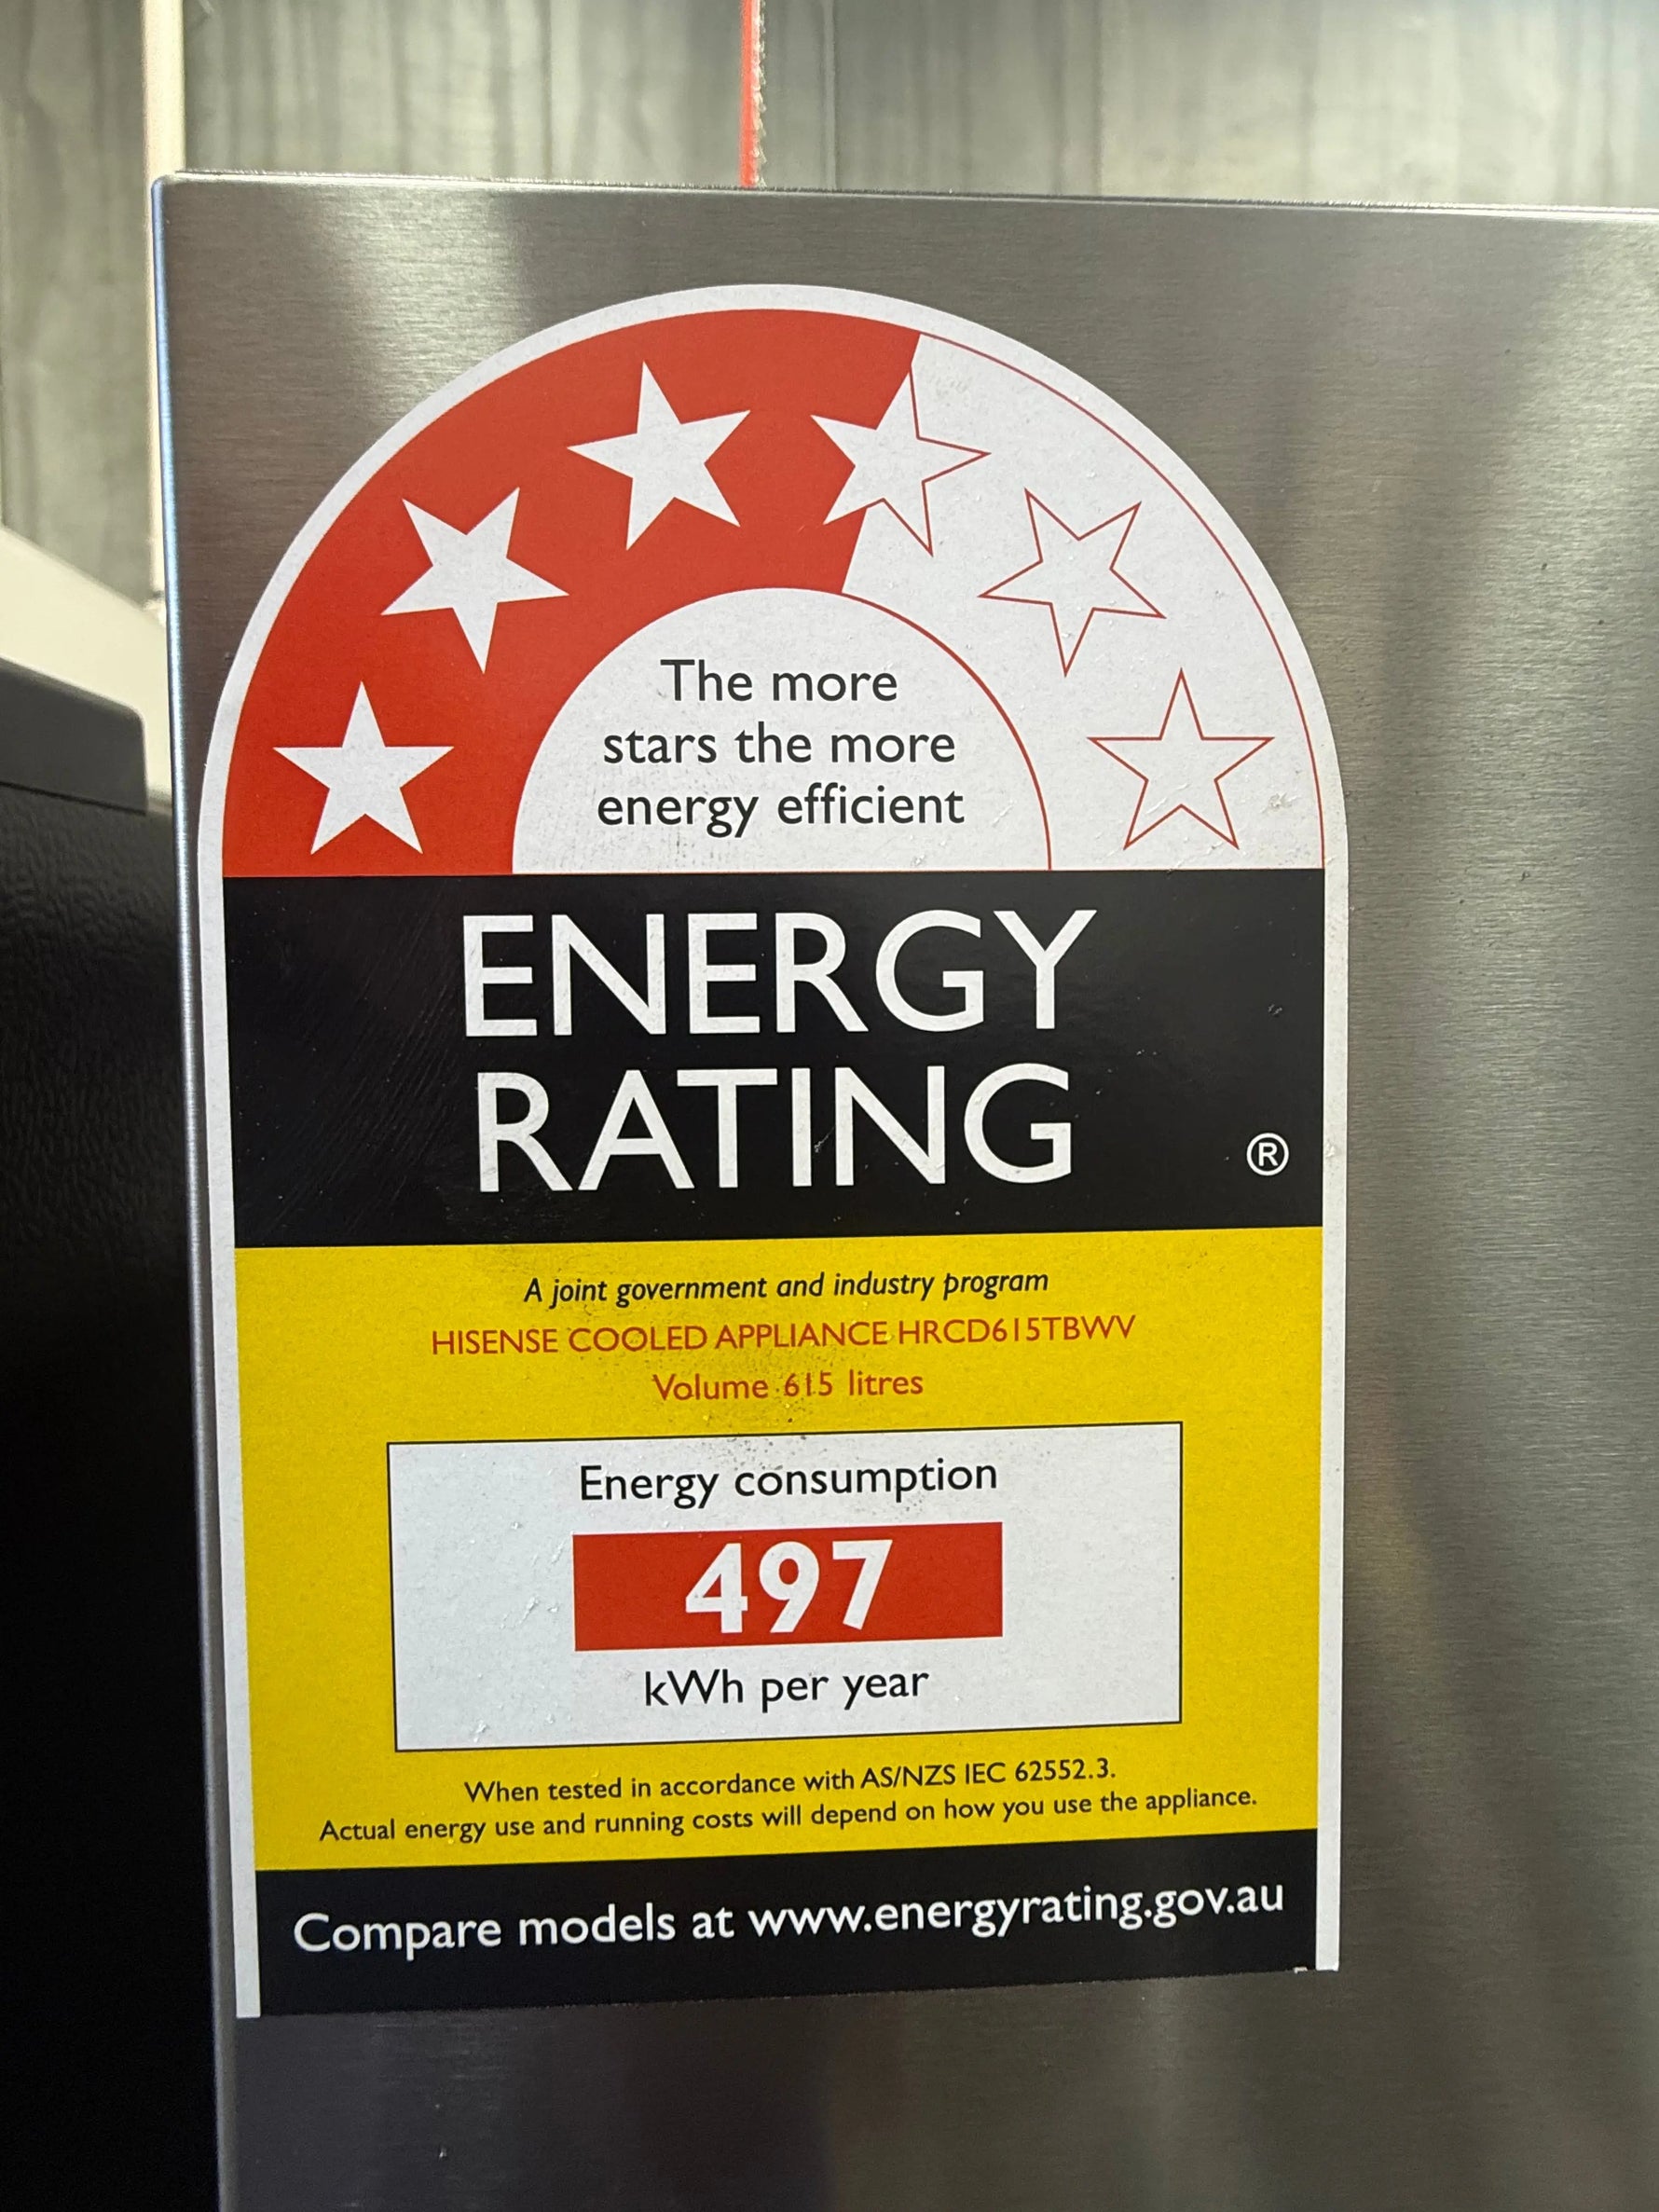 The more
stars the more
energy efficient
ENERGY
RATING
®
A joint government and industry program
HISENSE COOLED APPLIANCE HRCD615TBWV
Volume 615 litres
Energy consumption
497
kWh per year
When tested in accordance with AS/NZS IEC 62552.3.
Actual energy use and running costs will depend on how you use the appliance.
Compare models at www.energyrating.gov.au